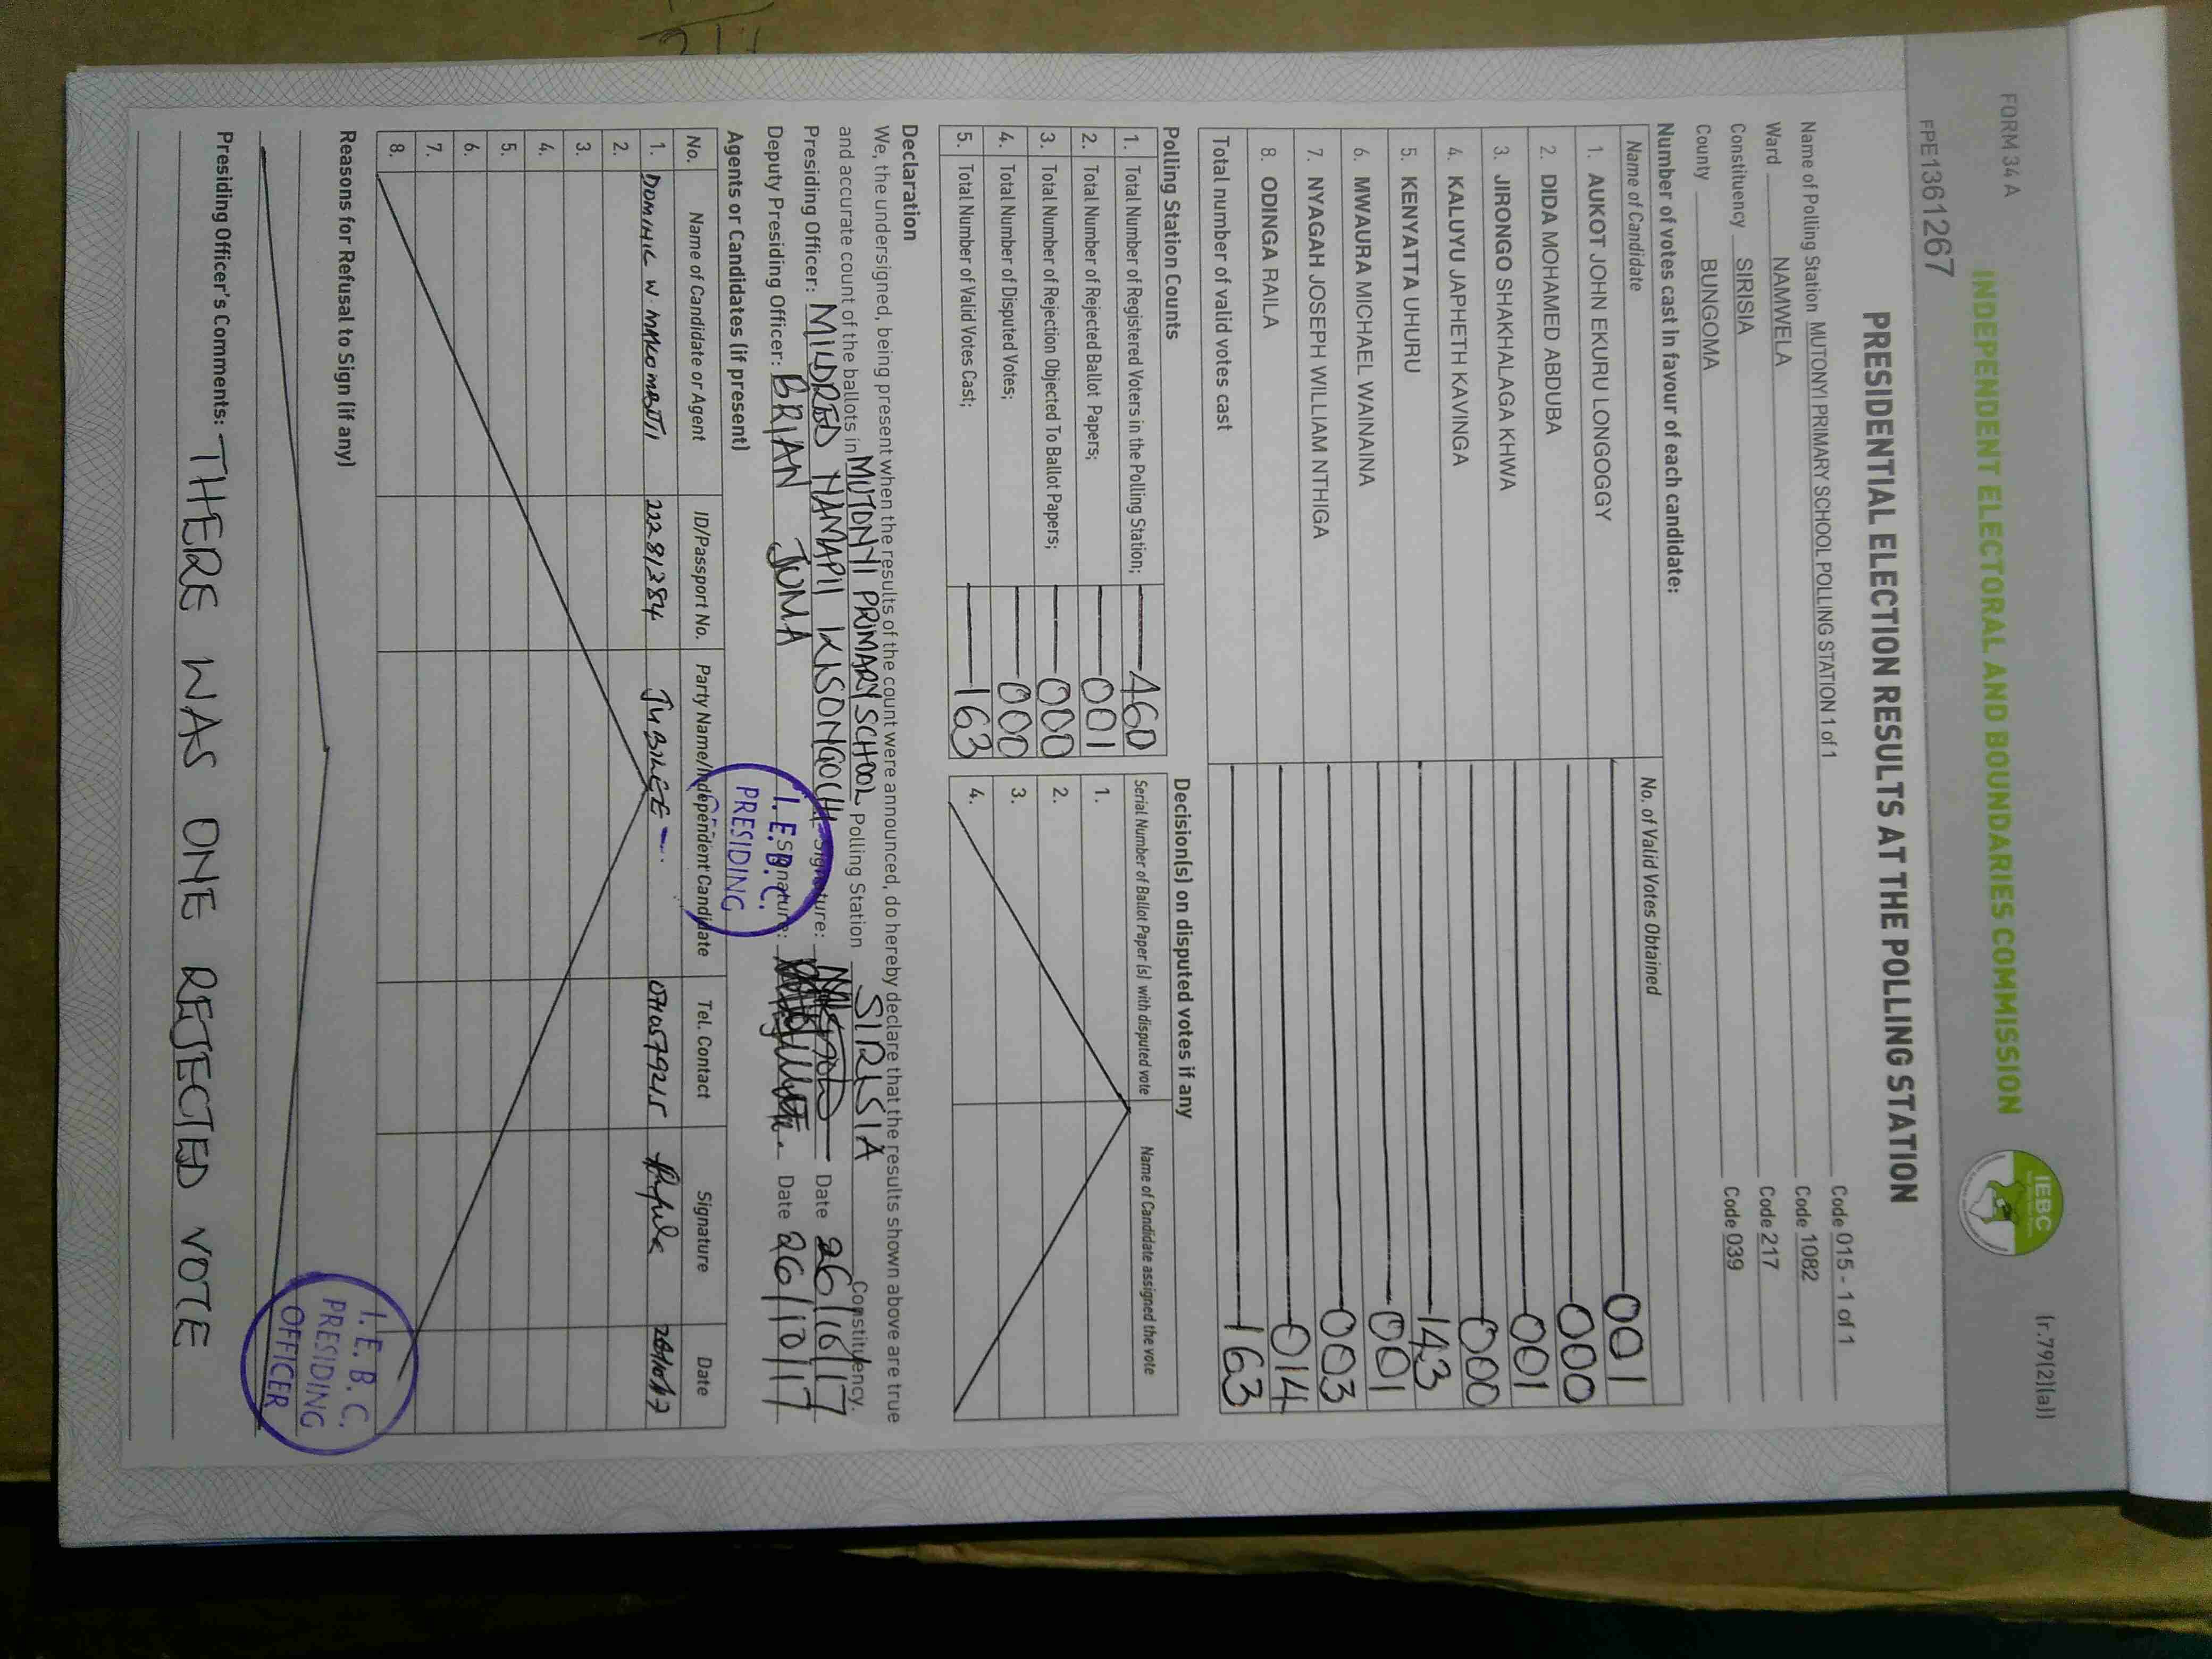 FORM 34 A
(r.79(2)(a))
INDEPENDENT ELECTORAL AND BOUNDARIES COMMISSION
IEBC
FPE1361267
PRESIDENTIAL ELECTION RESULTS AT THE POLLING STATION
Name of Polling Station MUTONYI PRIMARY SCHOOL POLLING STATION 1 of 1 Code 015 - 1 of 1
Ward NAMWELA Code 1082
Constituency SIRISIA Code 217
County BUNGOMA Code 039
Number of votes cast in favour of each candidate:
Name of Candidate No. of Valid Votes Obtained
1. AUKOT JOHN EKURU LONGOGGY 001
2. DIDA MOHAMED ABDUBA 000
3. JIRONGO SHAKHALAGA KHWA 001
4. KALUYU JAPHETH KAVINGA 000
5. KENYATTA UHURU 143
6. MWAURA MICHAEL WAINAINA 001
7. NYAGAH JOSEPH WILLIAM NTHIGA 003
8. ODINGA RAILA 014
Total number of valid votes cast 163
Polling Station Counts
1. Total Number of Registered Voters in the Polling Station; 460
2. Total Number of Rejected Ballot Papers; 001
3. Total Number of Rejection Objected To Ballot Papers; 000
4. Total Number of Disputed Votes; 000
5. Total Number of Valid Votes Cast; 163
Decision(s) on disputed votes if any
Serial Number of Ballot Paper (s) with disputed vote Name of Candidate assigned the vote
1.
2.
3.
4.
Declaration
We, the undersigned, being present when the results of the count were announced, do hereby declare that the results shown above are true
and accurate count of the ballots in MUTONYI PRIMARY SCHOOL Polling Station SIRISIA Constituency.
Presiding Officer: MILDRED Signature: Date 26/10/17
Deputy Presiding Officer: BRIAN JUMA Signature: Date 26/10/17
I.E.B.C.
PRESIDING
Agents or Candidates (if present)
No. Name of Candidate or Agent ID/Passport No. Party Name/Independent Candidate Tel. Contact Signature Date
1. DOMINIC W. 22281384 JUBILEE 0710579215 26/10/17
2.
3.
4.
5.
6.
7.
8.
Reasons for Refusal to Sign (if any)
I.E.B.C.
PRESIDING
OFFICER
Presiding Officer's Comments: THERE WAS ONE REJECTED VOTE